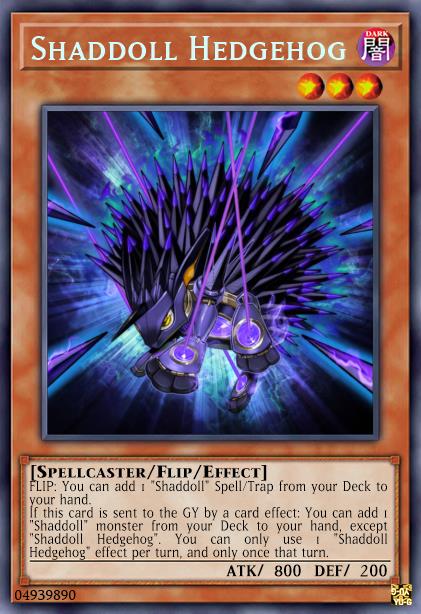 SHADDOLL HEDGEHOG
DARK
闇
[SPELLCASTER/FLIP/EFFECT]
FLIP: You can add 1 "Shaddoll" Spell/Trap from your Deck to
your hand.
If this card is sent to the GY by a card effect: You can add 1
"Shaddoll" monster from your Deck to your hand, except
"Shaddoll Hedgehog". You can only use 1 "Shaddoll
Hedgehog" effect per turn, and only once that turn.
ATK/ 800 DEF/ 200
04939890